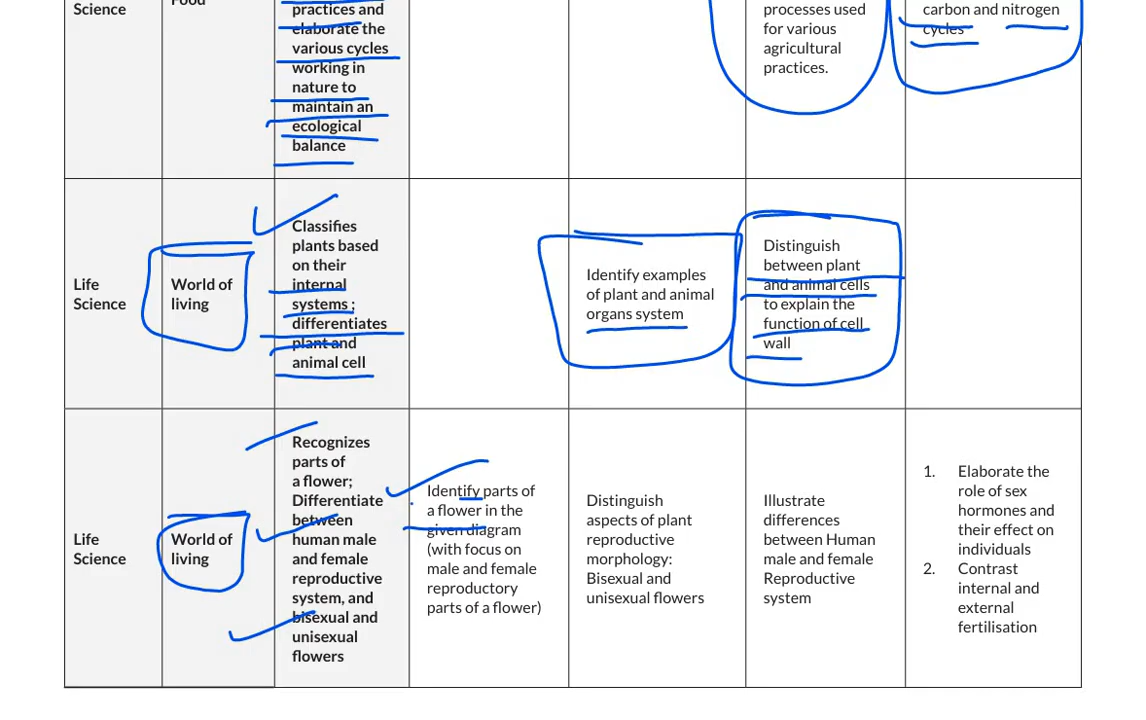 Science
Food
practices and
elaborate the
various cycles
working in
nature to
maintain an
ecological
balance
processes used
for various
agricultural
practices.
carbon and nitrogen
cycles
Life
Science
World of
living
Classifies
plants based
on their
internal
systems ;
differentiates
plant and
animal cell
Identify examples
of plant and animal
organs system
Distinguish
between plant
and animal cells
to explain the
function of cell
wall
Life
Science
World of
living
Recognizes
parts of
a flower;
Differentiate
between
human male
and female
reproductive
system, and
bisexual and
unisexual
flowers
Identify parts of
a flower in the
given diagram
(with focus on
male and female
reproductory
parts of a flower)
Distinguish
aspects of plant
reproductive
morphology:
Bisexual and
unisexual flowers
Illustrate
differences
between Human
male and female
Reproductive
system
1. Elaborate the
role of sex
hormones and
their effect on
individuals
2. Contrast
internal and
external
fertilisation